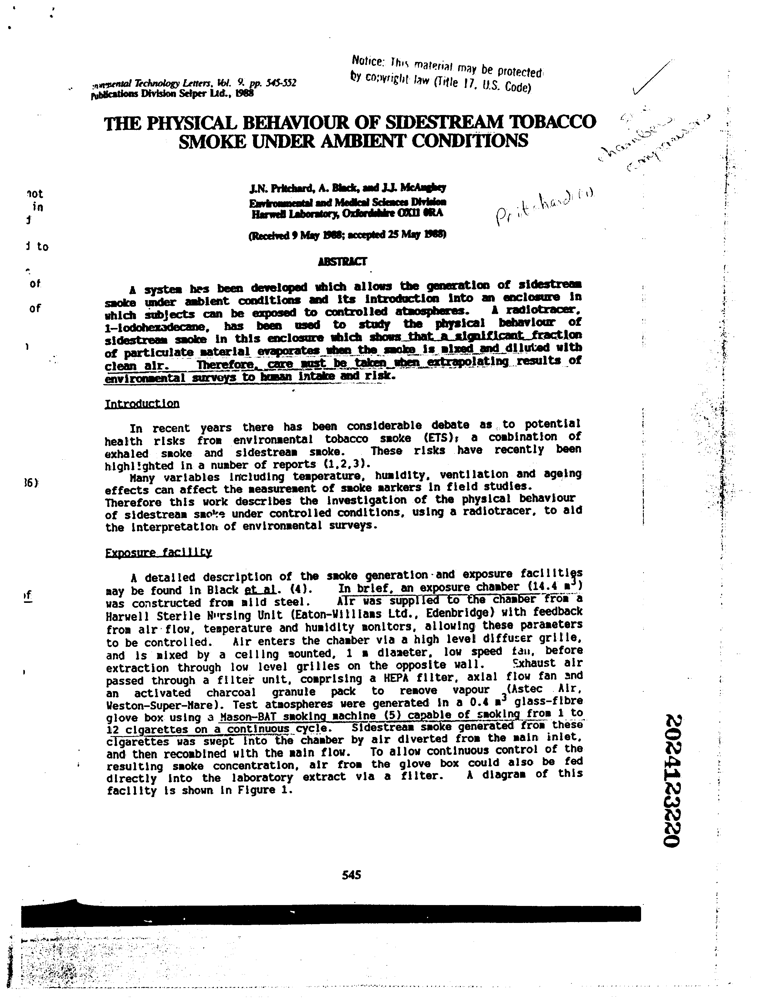 Notice: This material may be protected
by copyright law (Title 17, U.S. Code)
Technology Letters, Vol. 9, pp. 545-552
Publications Division Selper Ltd., 1988
THE PHYSICAL BEHAVIOUR OF SIDESTREAM TOBACCO
SMOKE UNDER AMBIENT CONDITIONS
chambers
comparisons
J.N. Pritchard, A. Black, and J.J. McAughey
Environmental and Medical Sciences Division
Harwell Laboratory, Oxfordshire OX11 0RA
Pritchard (1)
(Received 9 May 1988; accepted 25 May 1988)
not
in
d to
of
of
ABSTRACT
A system has been developed which allows the generation of sidestream
smoke under ambient conditions and its introduction into an enclosure in
which subjects can be exposed to controlled atmospheres. A radiotracer,
1-iodohexadecane, has been used to study the physical behaviour of
sidestream smoke in this enclosure which shows that a significant fraction
of particulate material evaporates when the smoke is mixed and diluted with
clean air. Therefore, care must be taken when extrapolating results of
environmental surveys to human intake and risk.
Introduction
In recent years there has been considerable debate as to potential
health risks from environmental tobacco smoke (ETS); a combination of
exhaled smoke and sidestream smoke. These risks have recently been
highlighted in a number of reports (1,2,3).
Many variables including temperature, humidity, ventilation and ageing
effects can affect the measurement of smoke markers in field studies.
Therefore this work describes the investigation of the physical behaviour
of sidestream smoke under controlled conditions, using a radiotracer, to aid
the interpretation of environmental surveys.
16)
Exposure facility
A detailed description of the smoke generation and exposure facilities
may be found in Black et al. (4). In brief, an exposure chamber (14.4 m³)
was constructed from mild steel. Air was supplied to the chamber from a
Harwell Sterile Nursing Unit (Eaton-Williams Ltd., Edenbridge) with feedback
from air flow, temperature and humidity monitors, allowing these parameters
to be controlled. Air enters the chamber via a high level diffuser grille,
and is mixed by a ceiling mounted, 1 m diameter, low speed fan, before
extraction through low level grilles on the opposite wall. Exhaust air
passed through a filter unit, comprising a HEPA filter, axial flow fan and
an activated charcoal granule pack to remove vapour (Astec Air,
Weston-Super-Mare). Test atmospheres were generated in a 0.4 m³ glass-fibre
glove box using a Mason-BAT smoking machine (5) capable of smoking from 1 to
12 cigarettes on a continuous cycle. Sidestream smoke generated from these
cigarettes was swept into the chamber by air diverted from the main inlet,
and then recombined with the main flow. To allow continuous control of the
resulting smoke concentration, air from the glove box could also be fed
directly into the laboratory extract via a filter. A diagram of this
facility is shown in Figure 1.
of
2024123220
545